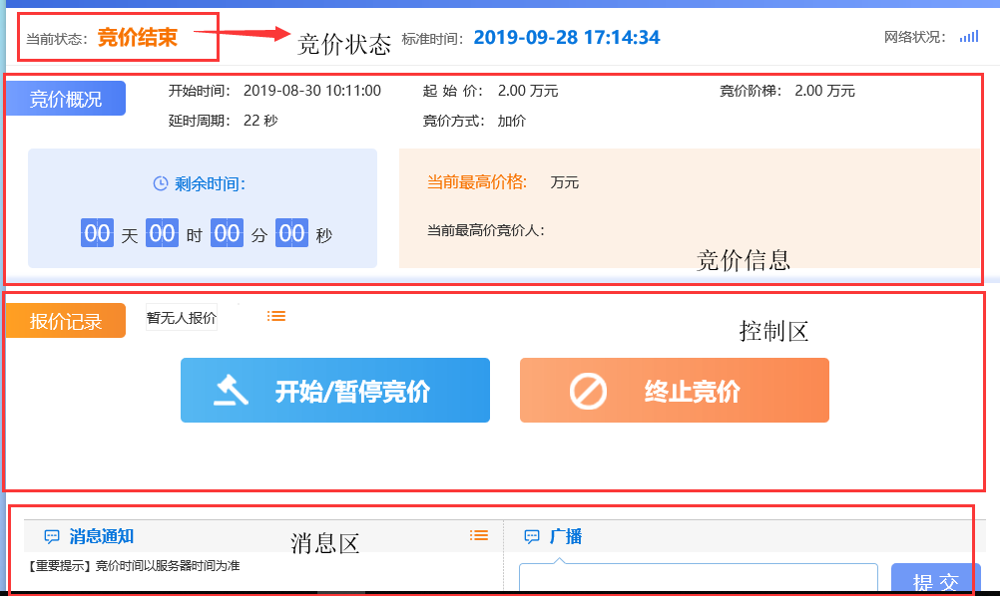 当前状态: 竞价结束 竞价状态 标准时间: 2019-09-28 17:14:34 网络状况:
竞价概况 开始时间: 2019-08-30 10:11:00 起 始 价: 2.00 万元 竞价阶梯: 2.00 万元
延时周期: 22 秒 竞价方式: 加价
剩余时间: 当前最高价格: 万元
00 天 00 时 00 分 00 秒 当前最高价竞价人:
竞价信息
报价记录 暂无人报价 控制区
开始/暂停竞价 终止竞价
消息通知 消息区 广播
【重要提示】竞价时间以服务器时间为准
提 交